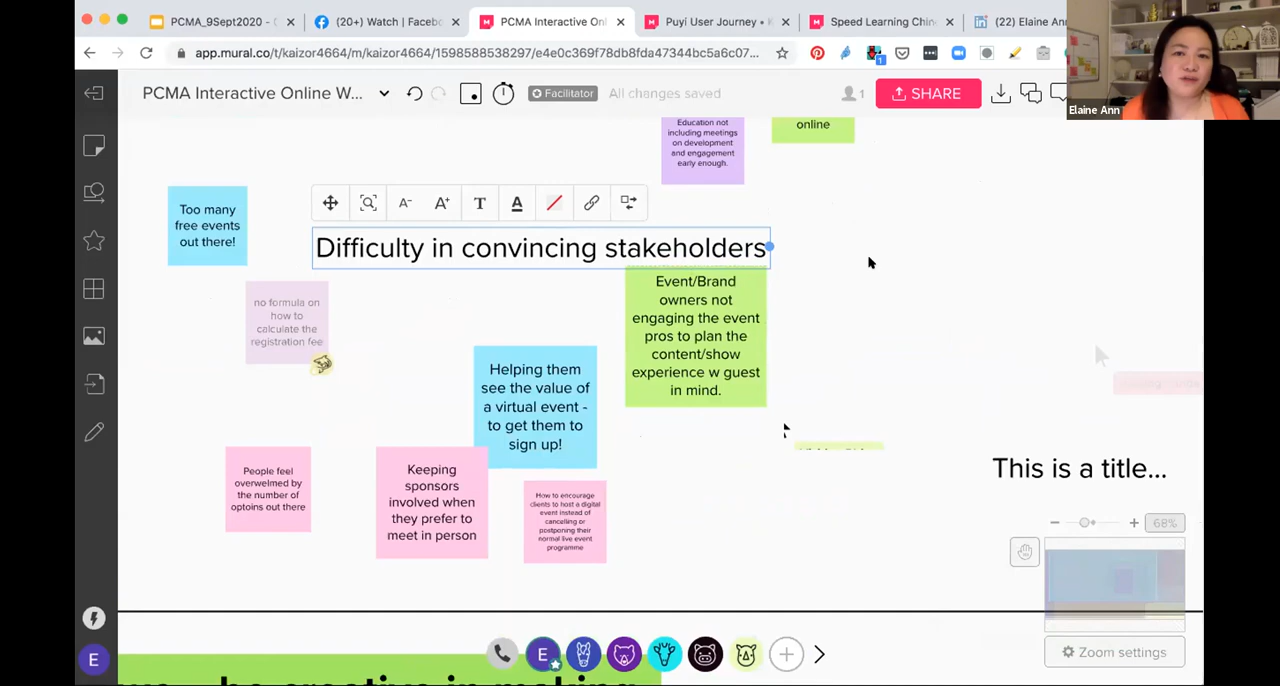 PCMA_9Sept2020 -
(20+) Watch | Faceb
PCMA Interactive Onl
Puyi User Journey •
Speed Learning Chin
(22) Elaine Ann
app.mural.co/t/kaizor4664/m/kaizor4664/1598585538297/e4e0c369f78db8fda47344bc5a6c07...
1
PCMA Interactive Online W...
Facilitator
All changes saved
1
SHARE
Elaine Ann
Education not
including meetings
on development
and engagement
early enough.
online
Too many
free events
out there!
A-
A+
T
A
Difficulty in convincing stakeholders
Event/Brand
owners not
engaging the event
pros to plan the
content/show
experience w guest
in mind.
no formula on
how to
calculate the
registration fee
Helping them
see the value of
a virtual event -
to get them to
sign up!
People feel
overwelmed by
the number of
optoins out there
Keeping
sponsors
involved when
they prefer to
meet in person
How to encourage
clients to host a digital
event instead of
cancelling or
postponing their
normal live event
programme
This is a title...
68%
Zoom settings
E
E